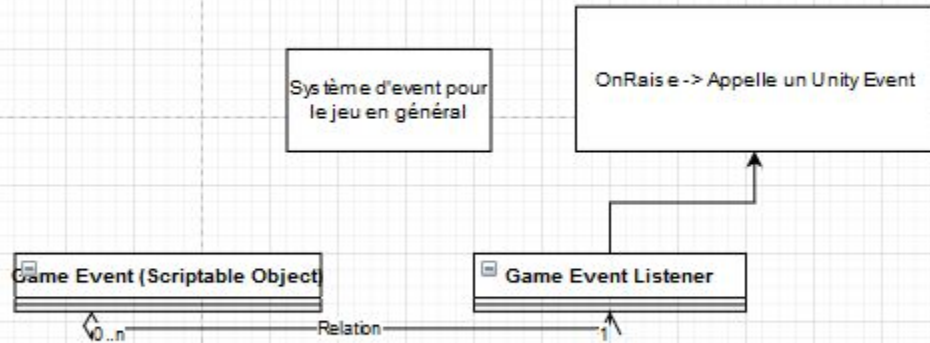 Système d'event pour
le jeu en général
OnRaise -> Appelle un Unity Event
Game Event (Scriptable Object)
Game Event Listener
0..n
Relation
1